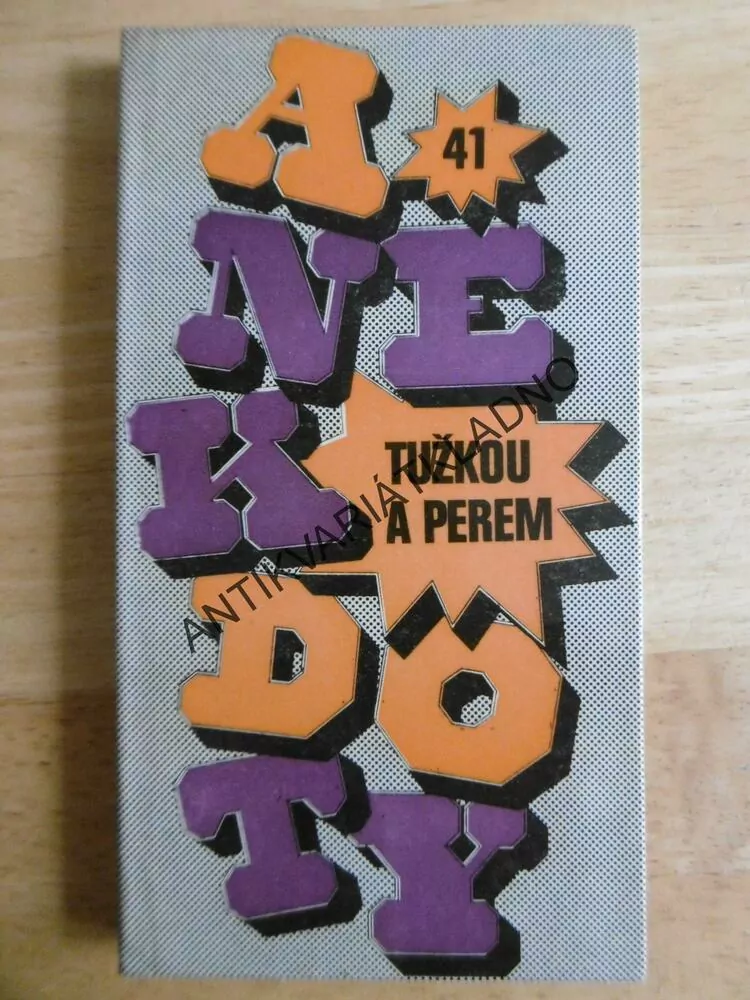 A
41
NE
K
TUŽKOU
A PEREM
DO
TY
ANTIKVARIÁT KLADNO